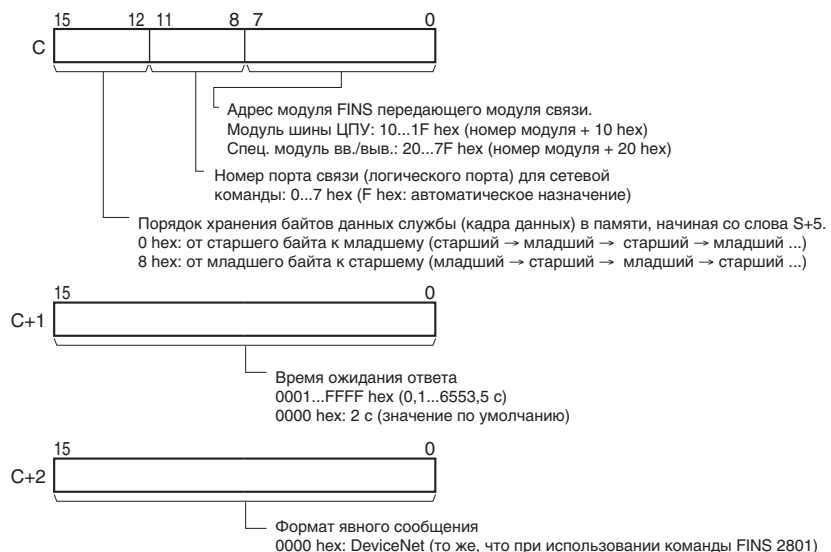 15 12 11 8 7 0
C
Адрес модуля FINS передающего модуля связи.
Модуль шины ЦПУ: 10...1F hex (номер модуля + 10 hex)
Спец. модуль вв./выв.: 20...7F hex (номер модуля + 20 hex)
Номер порта связи (логического порта) для сетевой
команды: 0...7 hex (F hex: автоматическое назначение)
Порядок хранения байтов данных службы (кадра данных) в памяти, начиная со слова S+5.
0 hex: от старшего байта к младшему (старший → младший → старший → младший ...)
8 hex: от младшего байта к старшему (младший → старший → младший → старший ...)
15 0
C+1
Время ожидания ответа
0001...FFFF hex (0,1...6553,5 с)
0000 hex: 2 с (значение по умолчанию)
15 0
C+2
Формат явного сообщения
0000 hex: DeviceNet (то же, что при использовании команды FINS 2801)